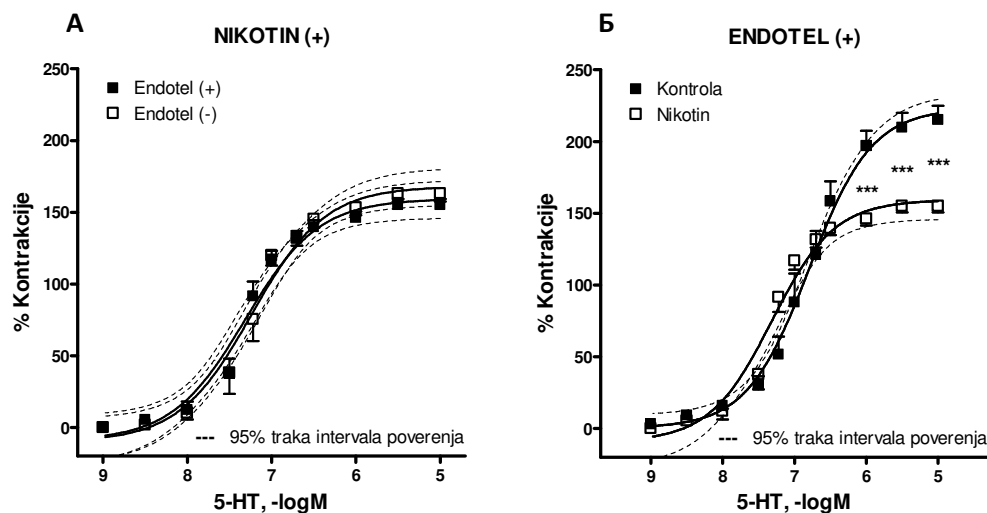 А
NIKOTIN (+)
Endotel (+)
Endotel (-)
% Kontrakcije
250
200
150
100
50
0
95% traka intervala poverenja
9 8 7 6 5
5-HT, -logM
Б
ENDOTEL (+)
Kontrola
Nikotin
% Kontrakcije
250
200
150
100
50
0
***
***
***
95% traka intervala poverenja
9 8 7 6 5
5-HT, -logM